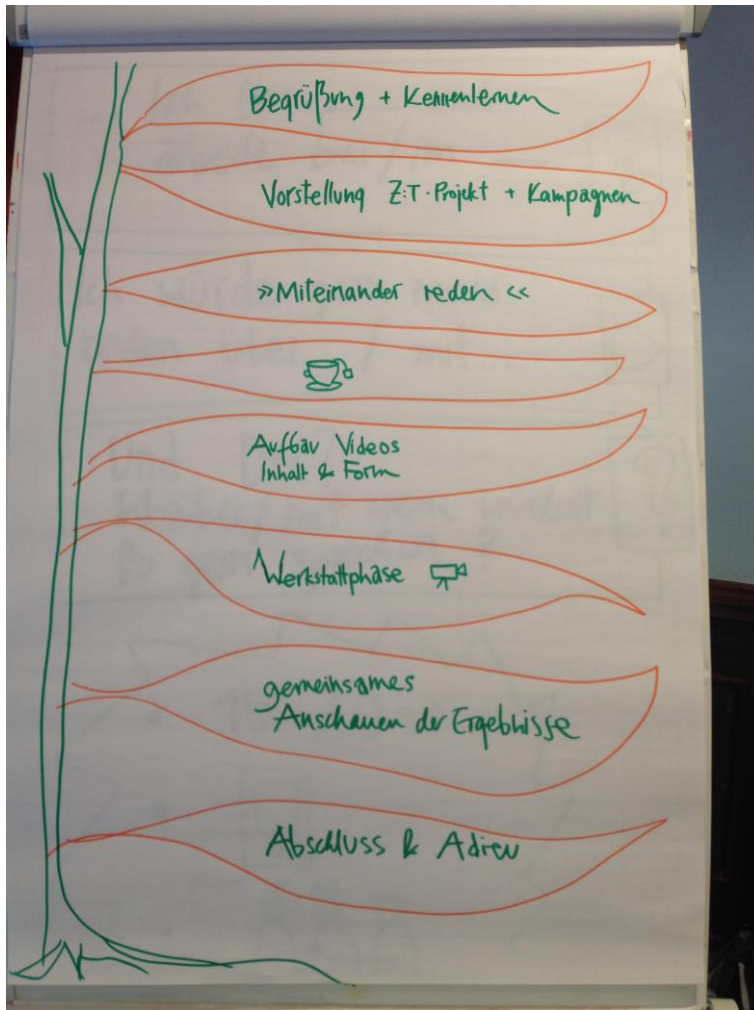 Begrüßung + Kennenlernen
Vorstellung Z:T. Projekt + Kampagnen
»Miteinander reden «
Aufbau Videos
Inhalt & Form
Werkstattphase
gemeinsames
Anschauen der Ergebnisse
Abschluss & Adieu